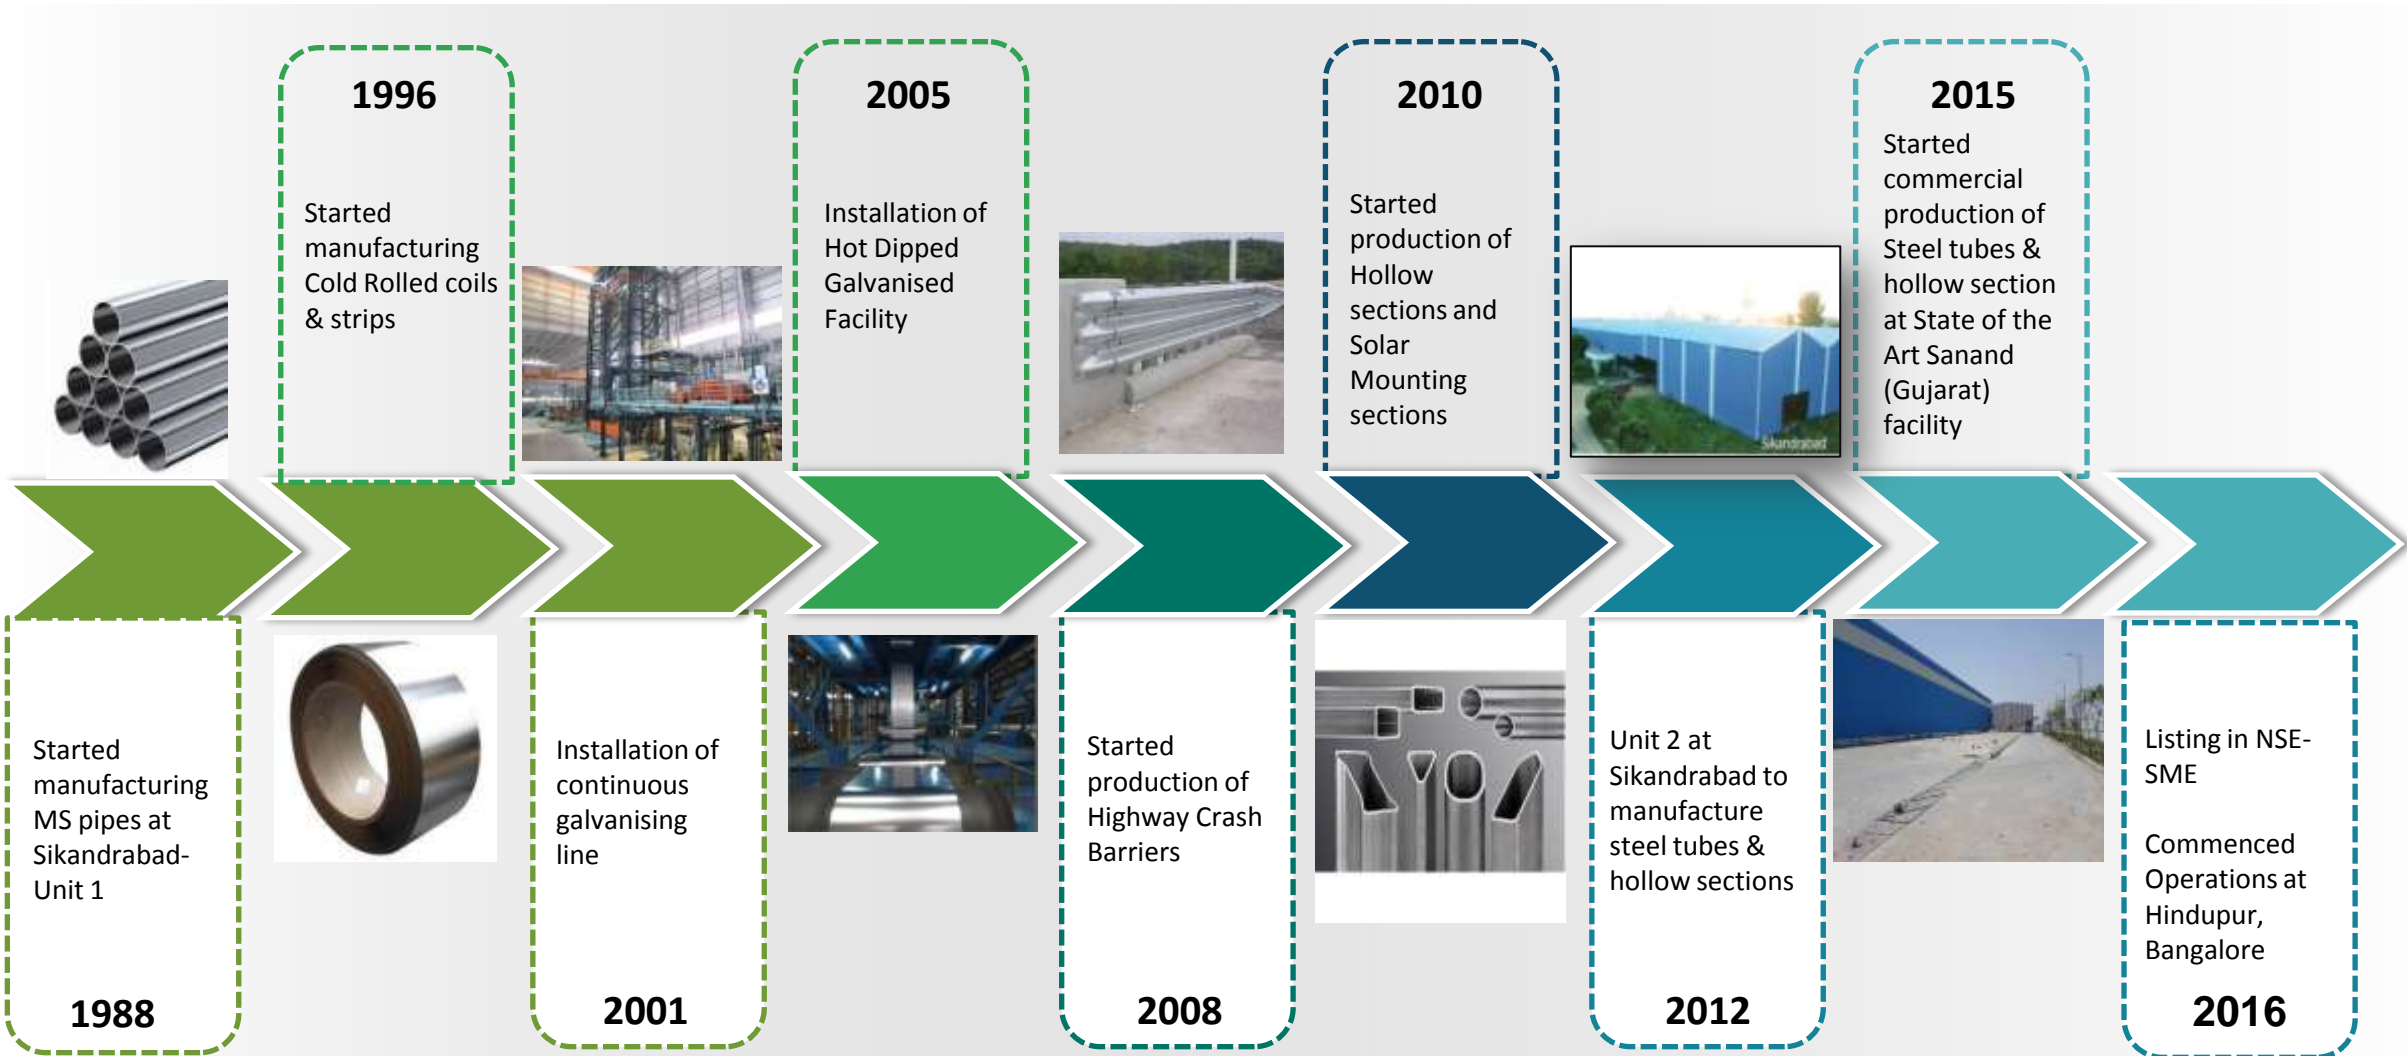 1996
Started
manufacturing
Cold Rolled coils
& strips
2005
Installation of
Hot Dipped
Galvanised
Facility
2010
Started
production of
Hollow
sections and
Solar
Mounting
sections
Sikandrabad
2015
Started
commercial
production of
Steel tubes &
hollow section
at State of the
Art Sanand
(Gujarat)
facility
Started
manufacturing
MS pipes at
Sikandrabad-
Unit 1
1988
Installation of
continuous
galvanising
line
2001
Started
production of
Highway Crash
Barriers
2008
Unit 2 at
Sikandrabad to
manufacture
steel tubes &
hollow sections
2012
Listing in NSE-
SME
Commenced
Operations at
Hindupur,
Bangalore
2016